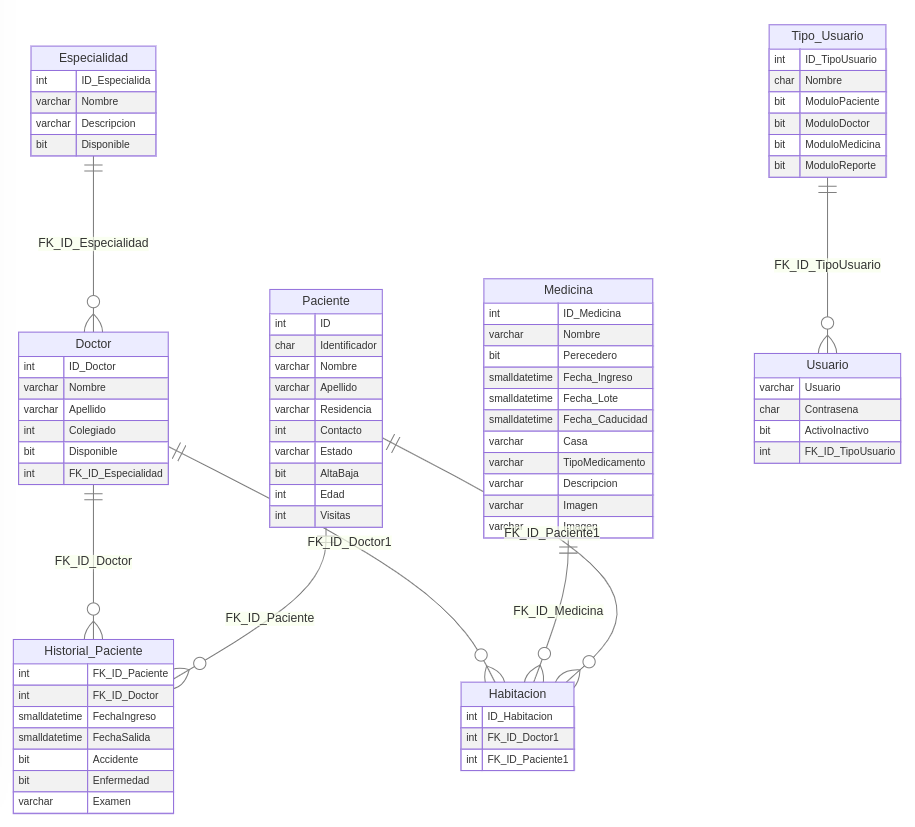 Especialidad
int ID_Especialida
varchar Nombre
varchar Descripcion
bit Disponible
Tipo_Usuario
int ID_TipoUsuario
char Nombre
bit ModuloPaciente
bit ModuloDoctor
bit ModuloMedicina
bit ModuloReporte
FK_ID_Especialidad
FK_ID_TipoUsuario
Doctor
int ID_Doctor
varchar Nombre
varchar Apellido
int Colegiado
bit Disponible
int FK_ID_Especialidad
Paciente
int ID
char Identificador
varchar Nombre
varchar Apellido
varchar Residencia
int Contacto
varchar Estado
bit AltaBaja
int Edad
int Visitas
Medicina
int ID_Medicina
varchar Nombre
bit Perecedero
smalldatetime Fecha_Ingreso
smalldatetime Fecha_Lote
smalldatetime Fecha_Caducidad
varchar Casa
varchar TipoMedicamento
varchar Descripcion
varchar Imagen
varchar Imagen
Usuario
varchar Usuario
char Contrasena
bit ActivoInactivo
int FK_ID_TipoUsuario
FK_ID_Doctor
FK_ID_Doctor1
FK_ID_Paciente1
FK_ID_Paciente
FK_ID_Medicina
Historial_Paciente
int FK_ID_Paciente
int FK_ID_Doctor
smalldatetime FechaIngreso
smalldatetime FechaSalida
bit Accidente
bit Enfermedad
varchar Examen
Habitacion
int ID_Habitacion
int FK_ID_Doctor1
int FK_ID_Paciente1